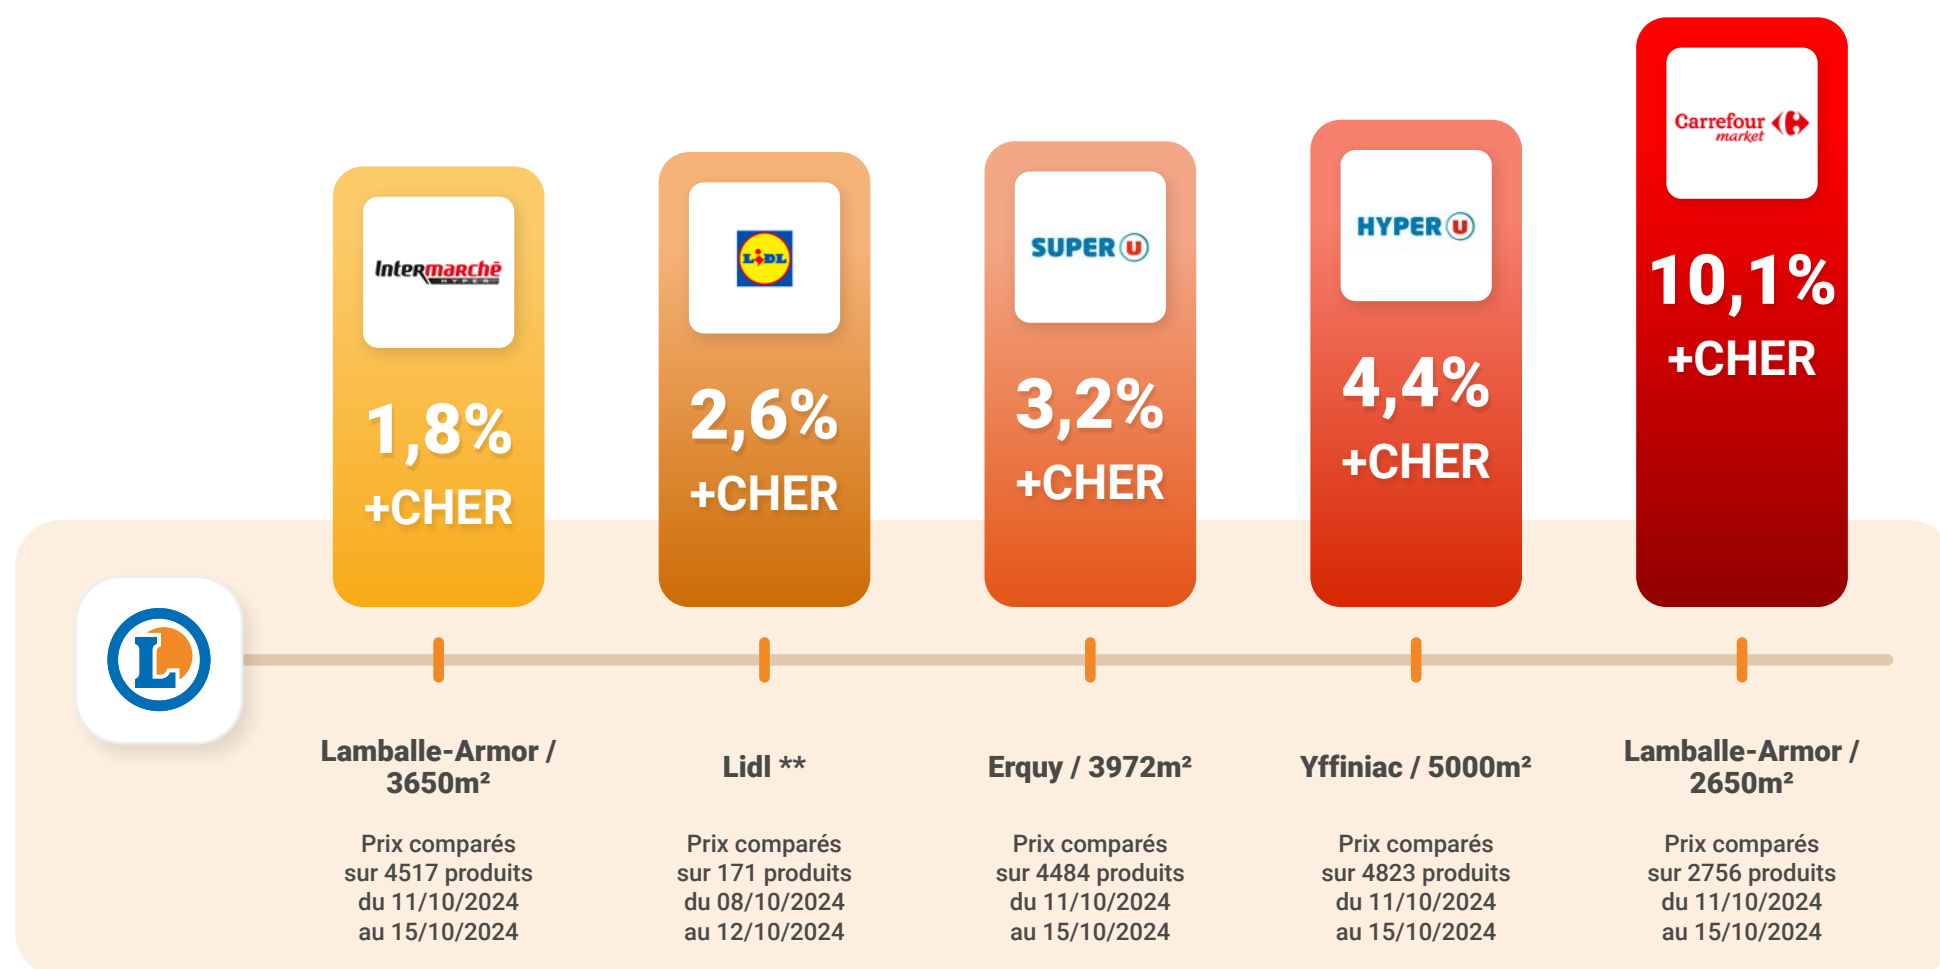 Intermarchē
HYPER
1,8%
+CHER
LiDL
2,6%
+CHER
SUPER U
3,2%
+CHER
HYPER U
4,4%
+CHER
Carrefour
market
10,1%
+CHER
L
Lamballe-Armor /
3650m²
Prix comparés
sur 4517 produits
du 11/10/2024
au 15/10/2024
Lidl **
Prix comparés
sur 171 produits
du 08/10/2024
au 12/10/2024
Erquy / 3972m²
Prix comparés
sur 4484 produits
du 11/10/2024
au 15/10/2024
Yffiniac / 5000m²
Prix comparés
sur 4823 produits
du 11/10/2024
au 15/10/2024
Lamballe-Armor /
2650m²
Prix comparés
sur 2756 produits
du 11/10/2024
au 15/10/2024